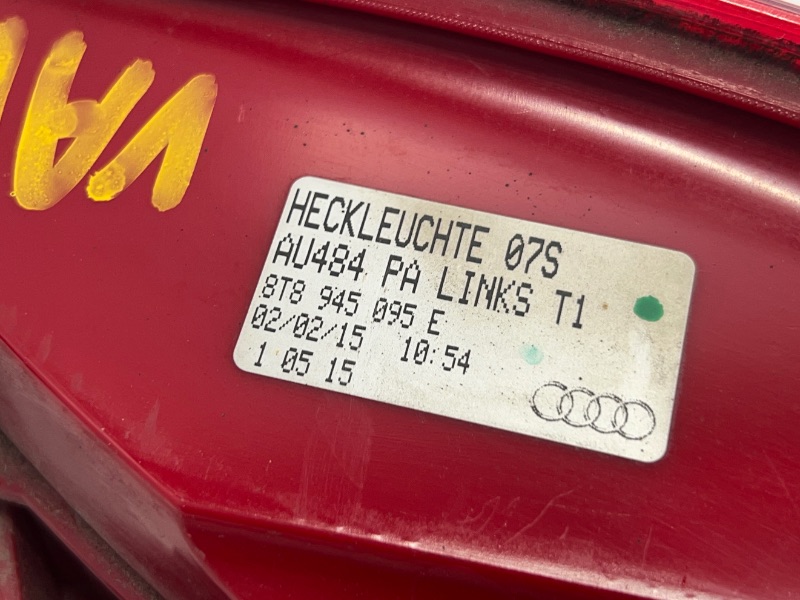 HECKLEUCHTE 07S
AU484 PA LINKS T1
8T8 945 095 E
02/02/15 10:54
1 05 15